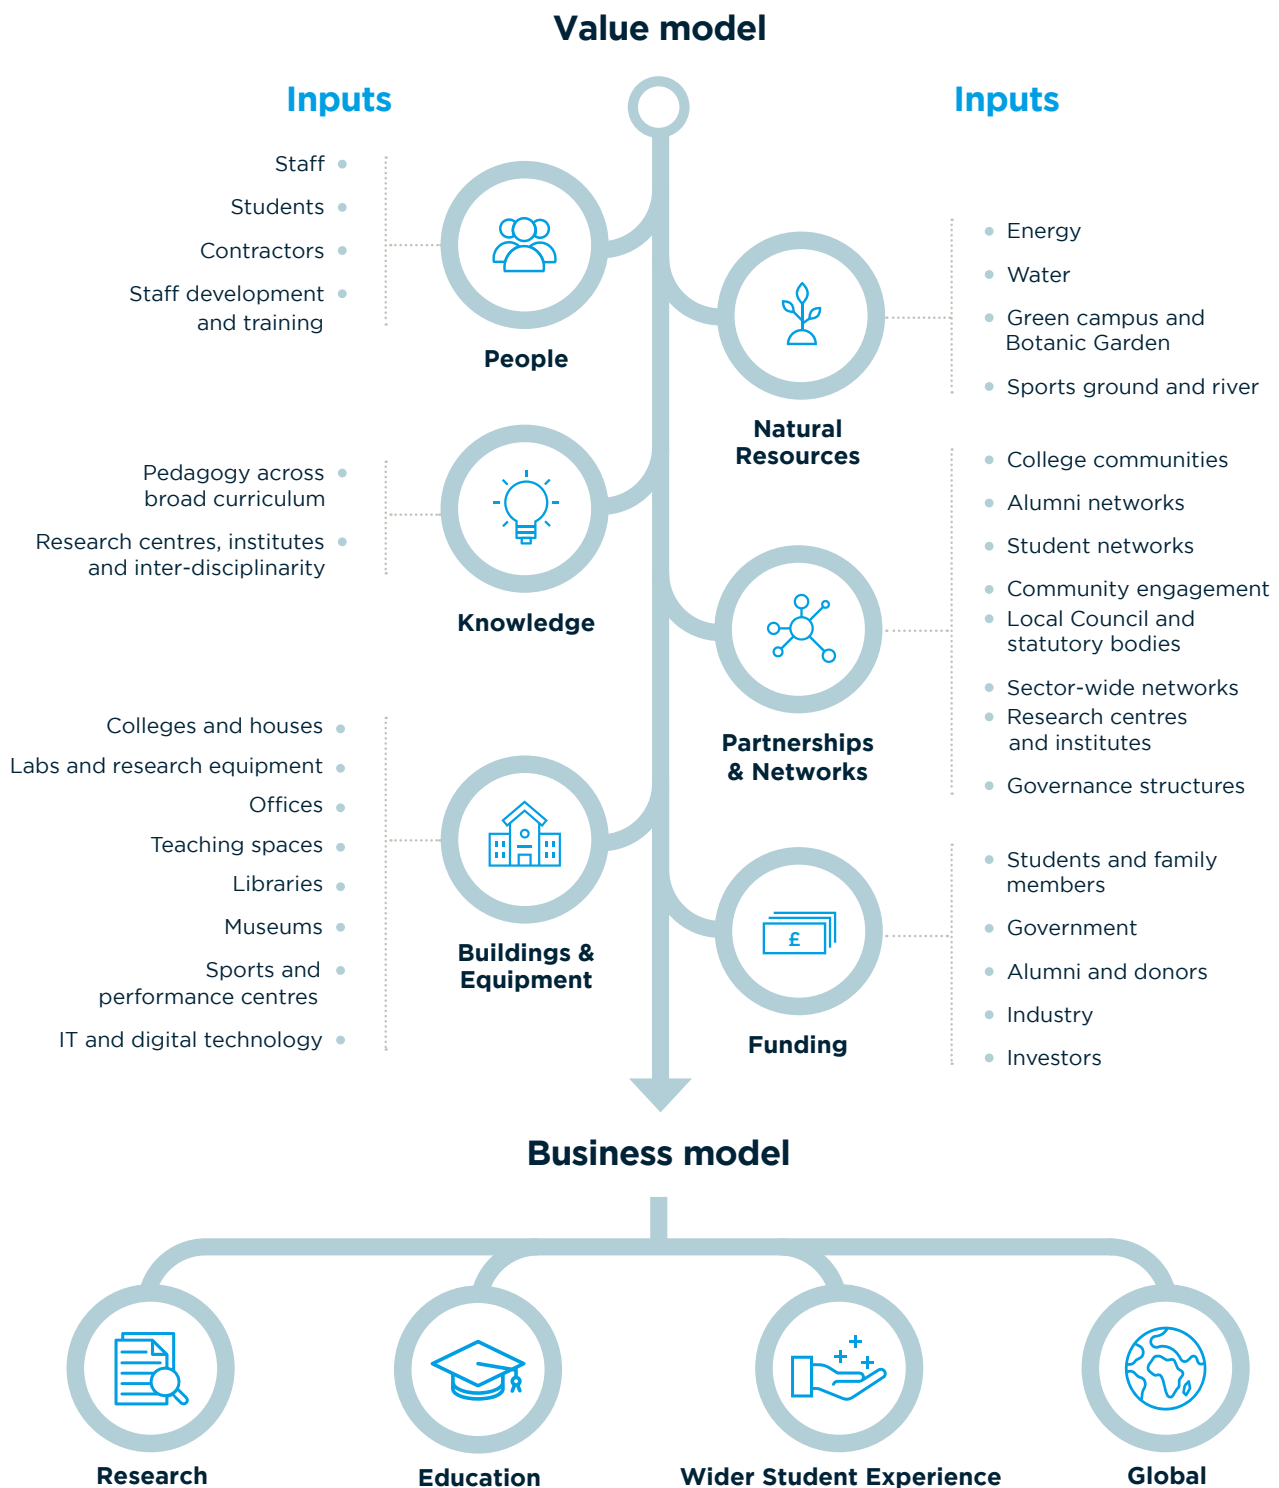 Value model
Inputs
Staff
Students
Contractors
Staff development
and training
People
Pedagogy across
broad curriculum
Research centres, institutes
and inter-disciplinarity
Knowledge
Colleges and houses
Labs and research equipment
Offices
Teaching spaces
Libraries
Museums
Sports and
performance centres
IT and digital technology
Buildings &
Equipment
Inputs
Energy
Water
Green campus and
Botanic Garden
Sports ground and river
Natural
Resources
College communities
Alumni networks
Student networks
Community engagement
Local Council and
statutory bodies
Sector-wide networks
Research centres
and institutes
Governance structures
Partnerships
& Networks
Students and family
members
Government
Alumni and donors
Industry
Investors
£
Funding
Business model
Research
Education
Wider Student Experience
Global